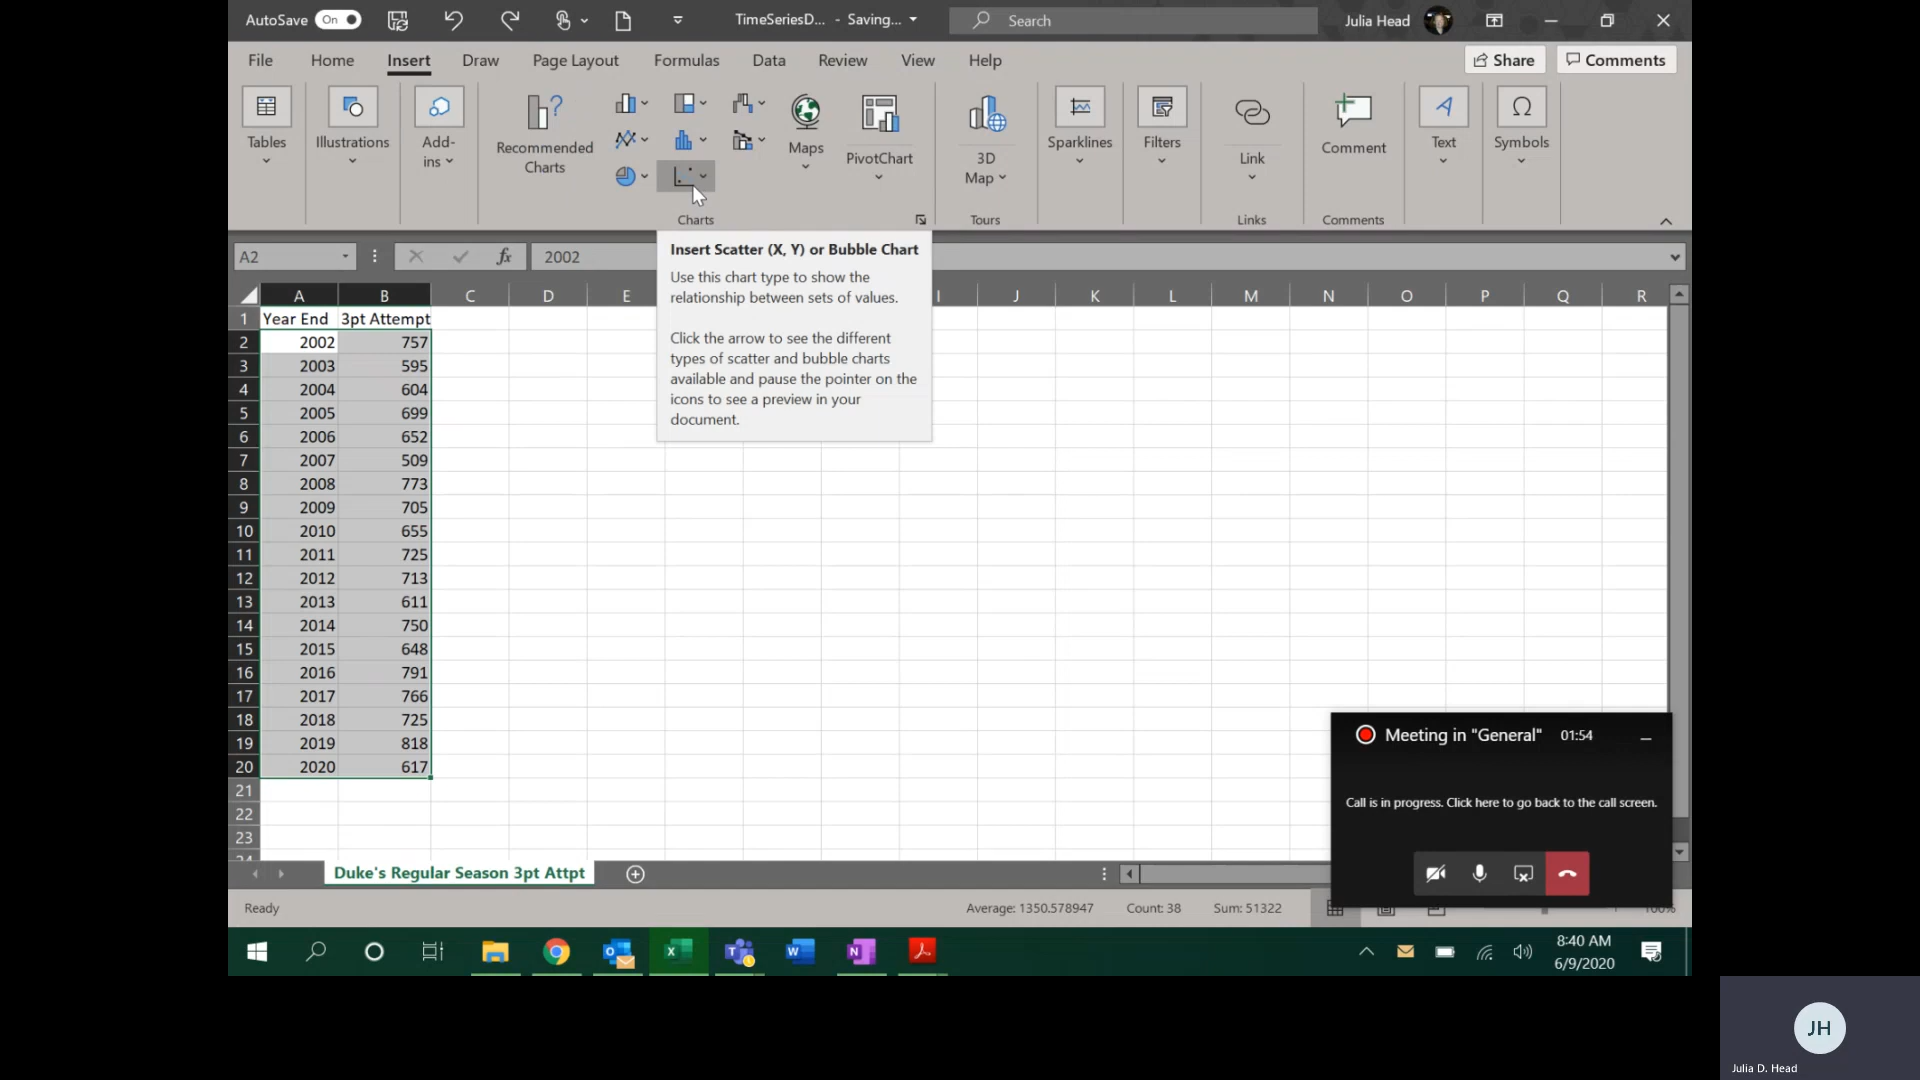 AutoSave On TimeSeriesD... - Saving... Search Julia Head
File Home Insert Draw Page Layout Formulas Data Review View Help Share Comments
Tables Illustrations Add-ins Recommended Charts Maps PivotChart 3D Map Sparklines Filters Link Comment Text Symbols
Charts Tours Links Comments
A2 fx 2002
Insert Scatter (X, Y) or Bubble Chart
Use this chart type to show the
relationship between sets of values.
Click the arrow to see the different
types of scatter and bubble charts
available and pause the pointer on the
icons to see a preview in your
document.
A B C D E I J K L M N O P Q R
1 Year End 3pt Attempt
2 2002 757
3 2003 595
4 2004 604
5 2005 699
6 2006 652
7 2007 509
8 2008 773
9 2009 705
10 2010 655
11 2011 725
12 2012 713
13 2013 611
14 2014 750
15 2015 648
16 2016 791
17 2017 766
18 2018 725
19 2019 818
20 2020 617
21
22
23
Meeting in "General" 01:54
Call is in progress. Click here to go back to the call screen.
Duke's Regular Season 3pt Attpt
Ready Average: 1350.578947 Count: 38 Sum: 51322
8:40 AM
6/9/2020
JH
Julia D. Head